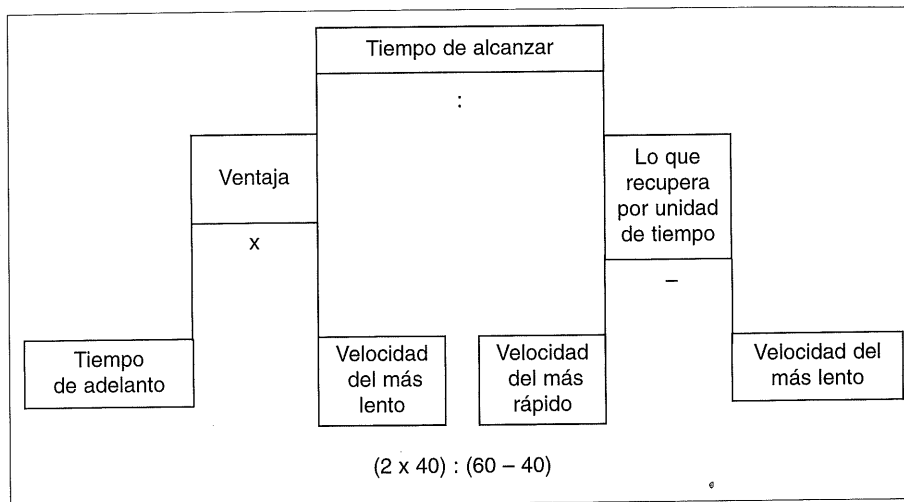 Tiempo de alcanzar
:
Ventaja
Lo que
recupera
por unidad
de tiempo
x
–
Tiempo
de adelanto
Velocidad
del más
lento
Velocidad
del más
rápido
Velocidad del
más lento
(2 x 40) : (60 – 40)